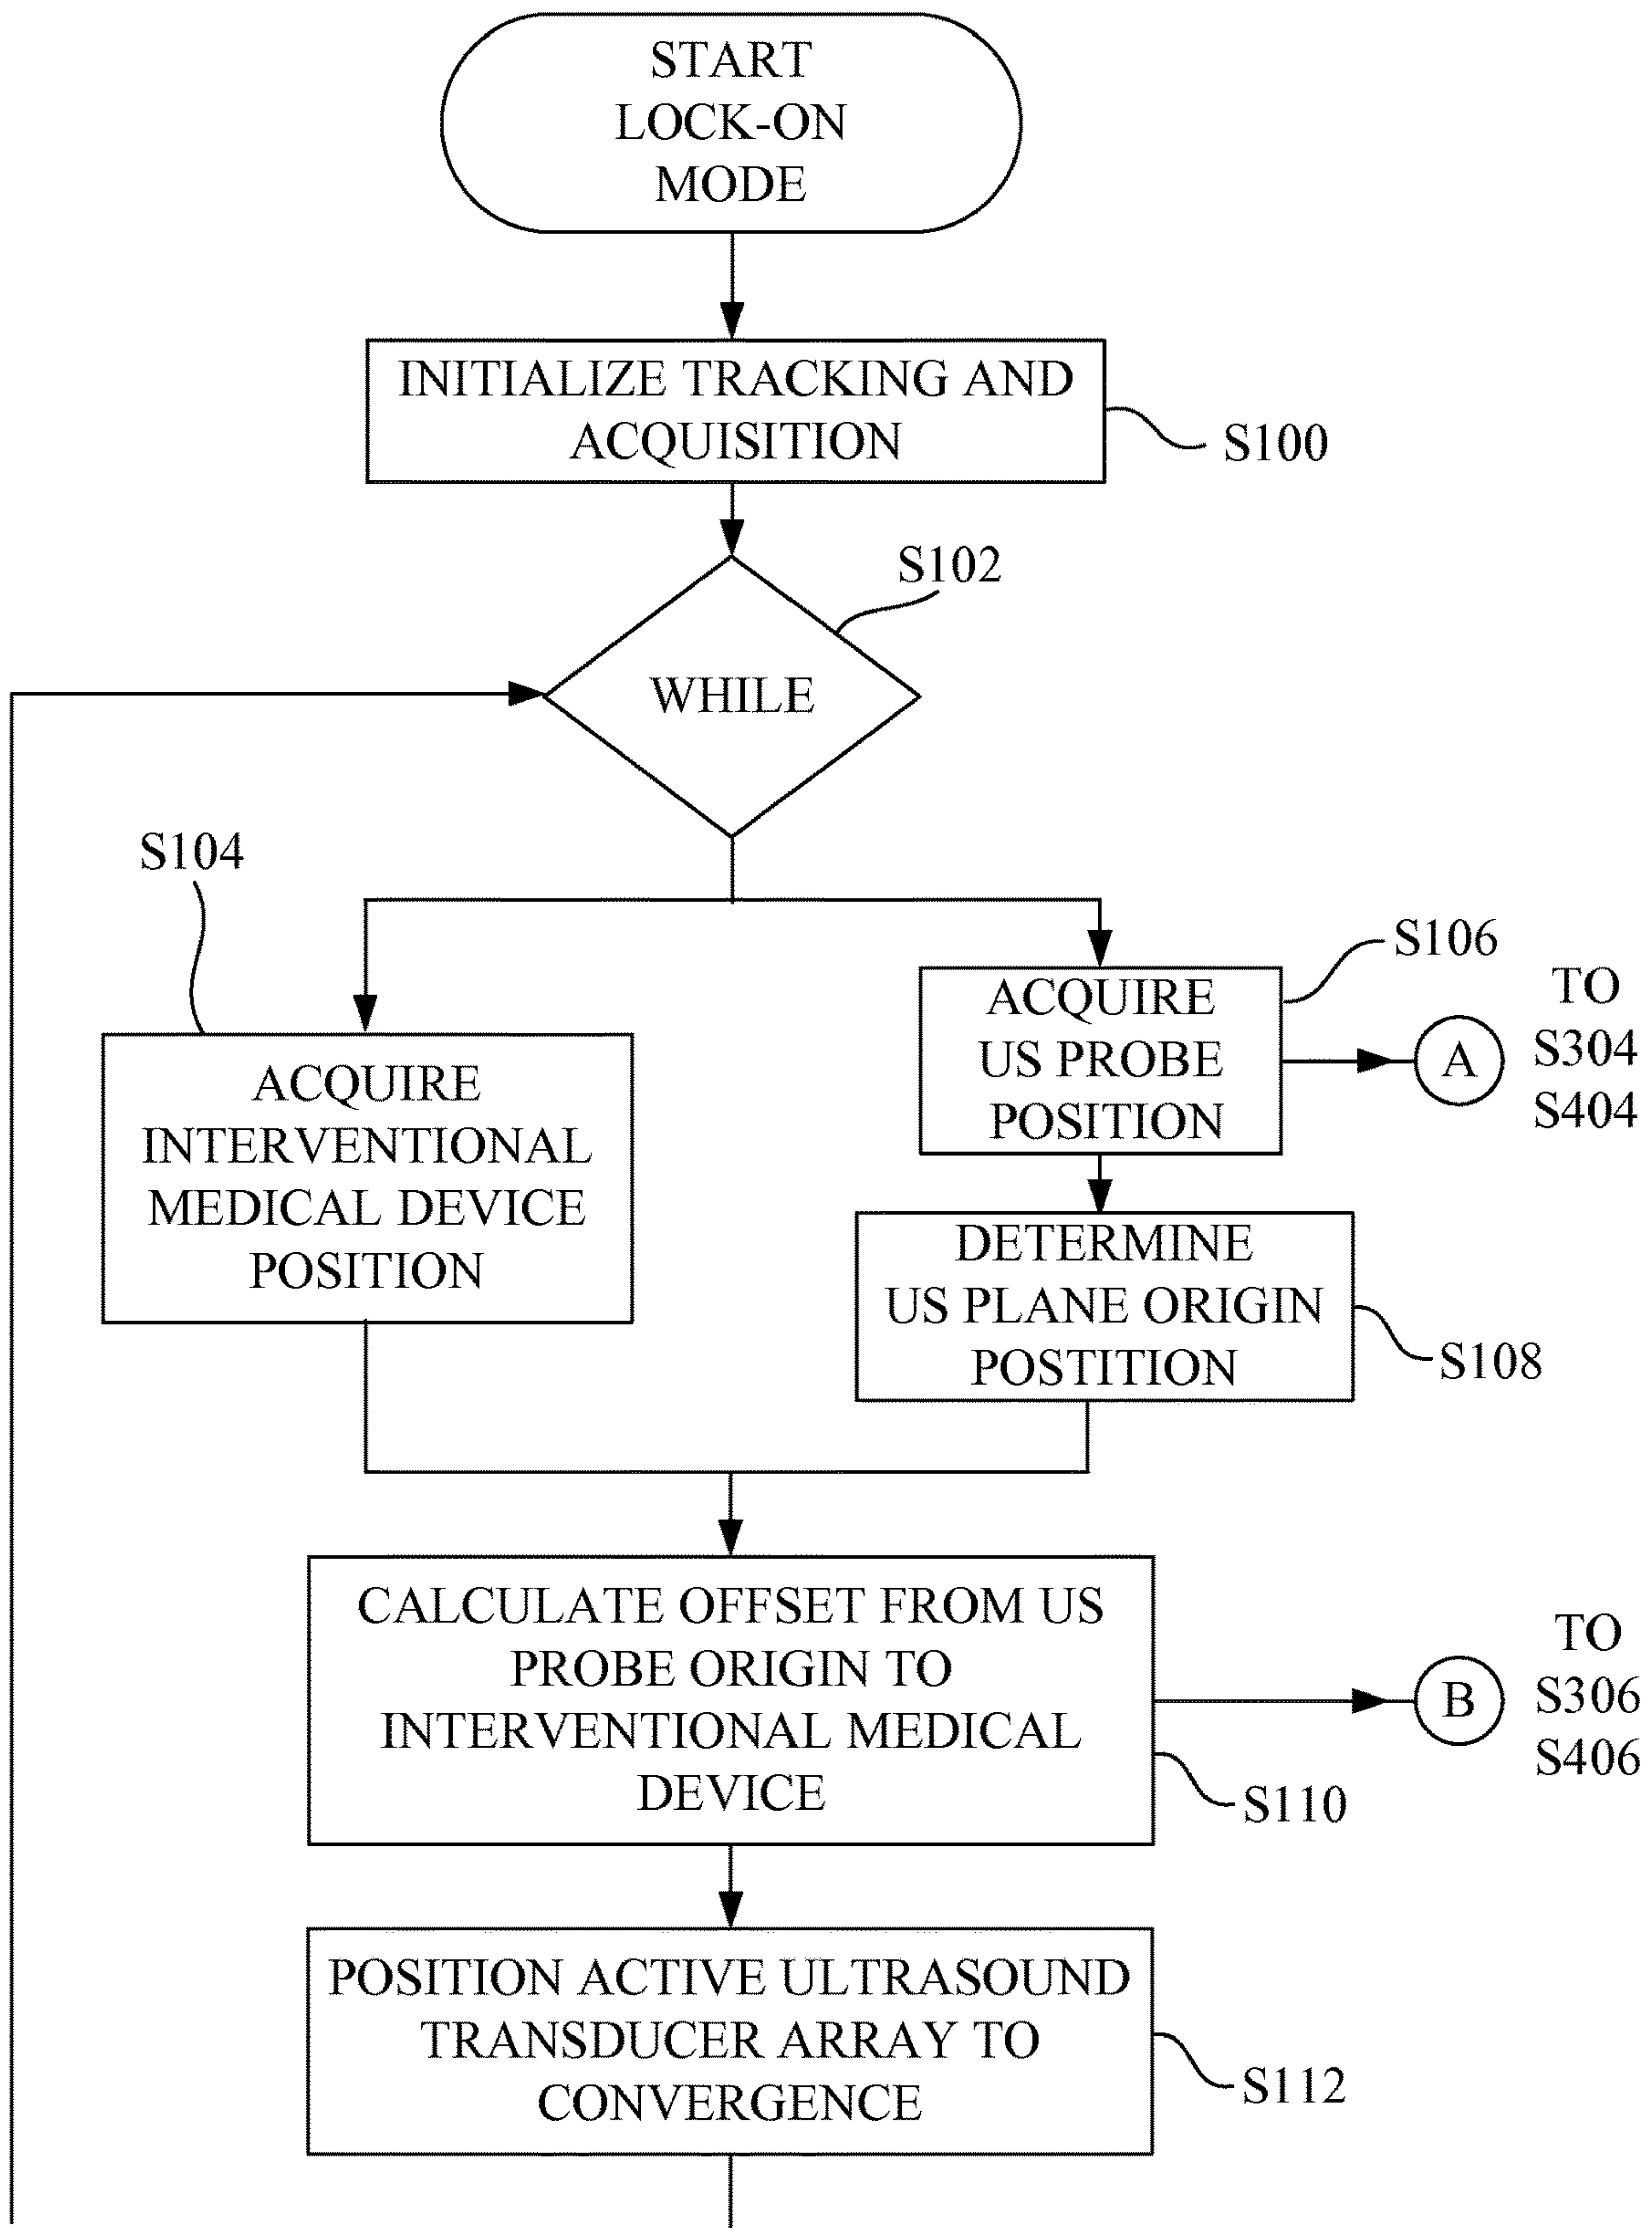 START
LOCK-ON
MODE
INITIALIZE TRACKING AND
ACQUISITION
S100
S102
WHILE
S104
S106
ACQUIRE
INTERVENTIONAL
MEDICAL DEVICE
POSITION
ACQUIRE
US PROBE
POSITION
A
TO
S304
S404
DETERMINE
US PLANE ORIGIN
POSTITION
S108
CALCULATE OFFSET FROM US
PROBE ORIGIN TO
INTERVENTIONAL MEDICAL
DEVICE
B
TO
S306
S406
S110
POSITION ACTIVE ULTRASOUND
TRANSDUCER ARRAY TO
CONVERGENCE
S112